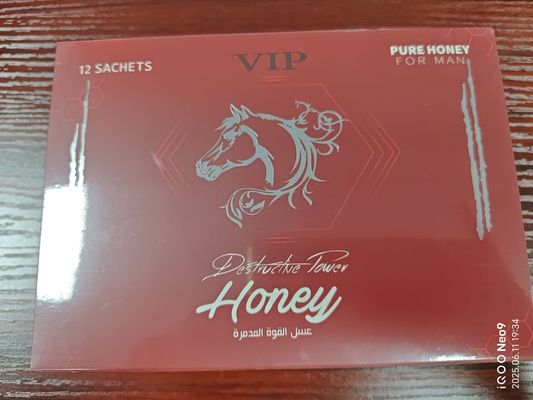 12 SACHETS
VIP
PURE HONEY
FOR MAN
Destructive Power
Honey
عسل القوة المدمرة
iQOO Neo9
2025.06.11 19:34